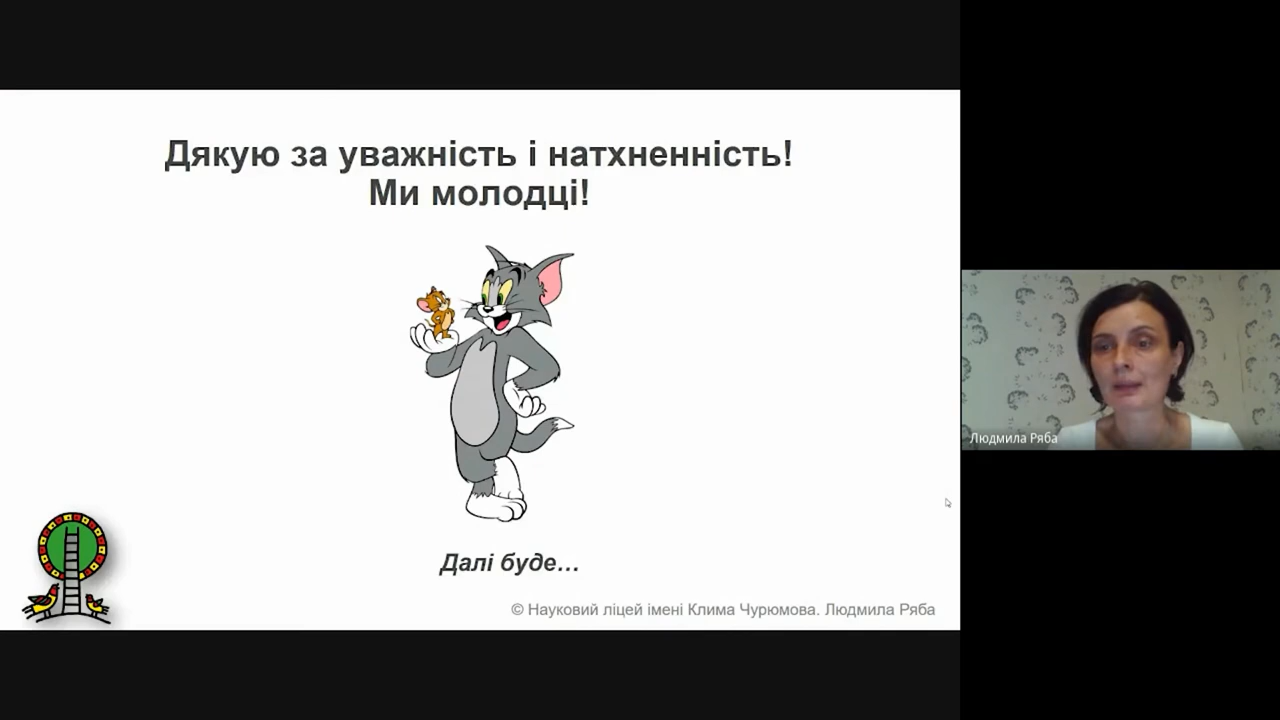 Дякую за уважність і натхненність!
Ми молодці!
Далі буде...
© Науковий ліцей імені Клима Чурюмова. Людмила Ряба
Людмила Ряба